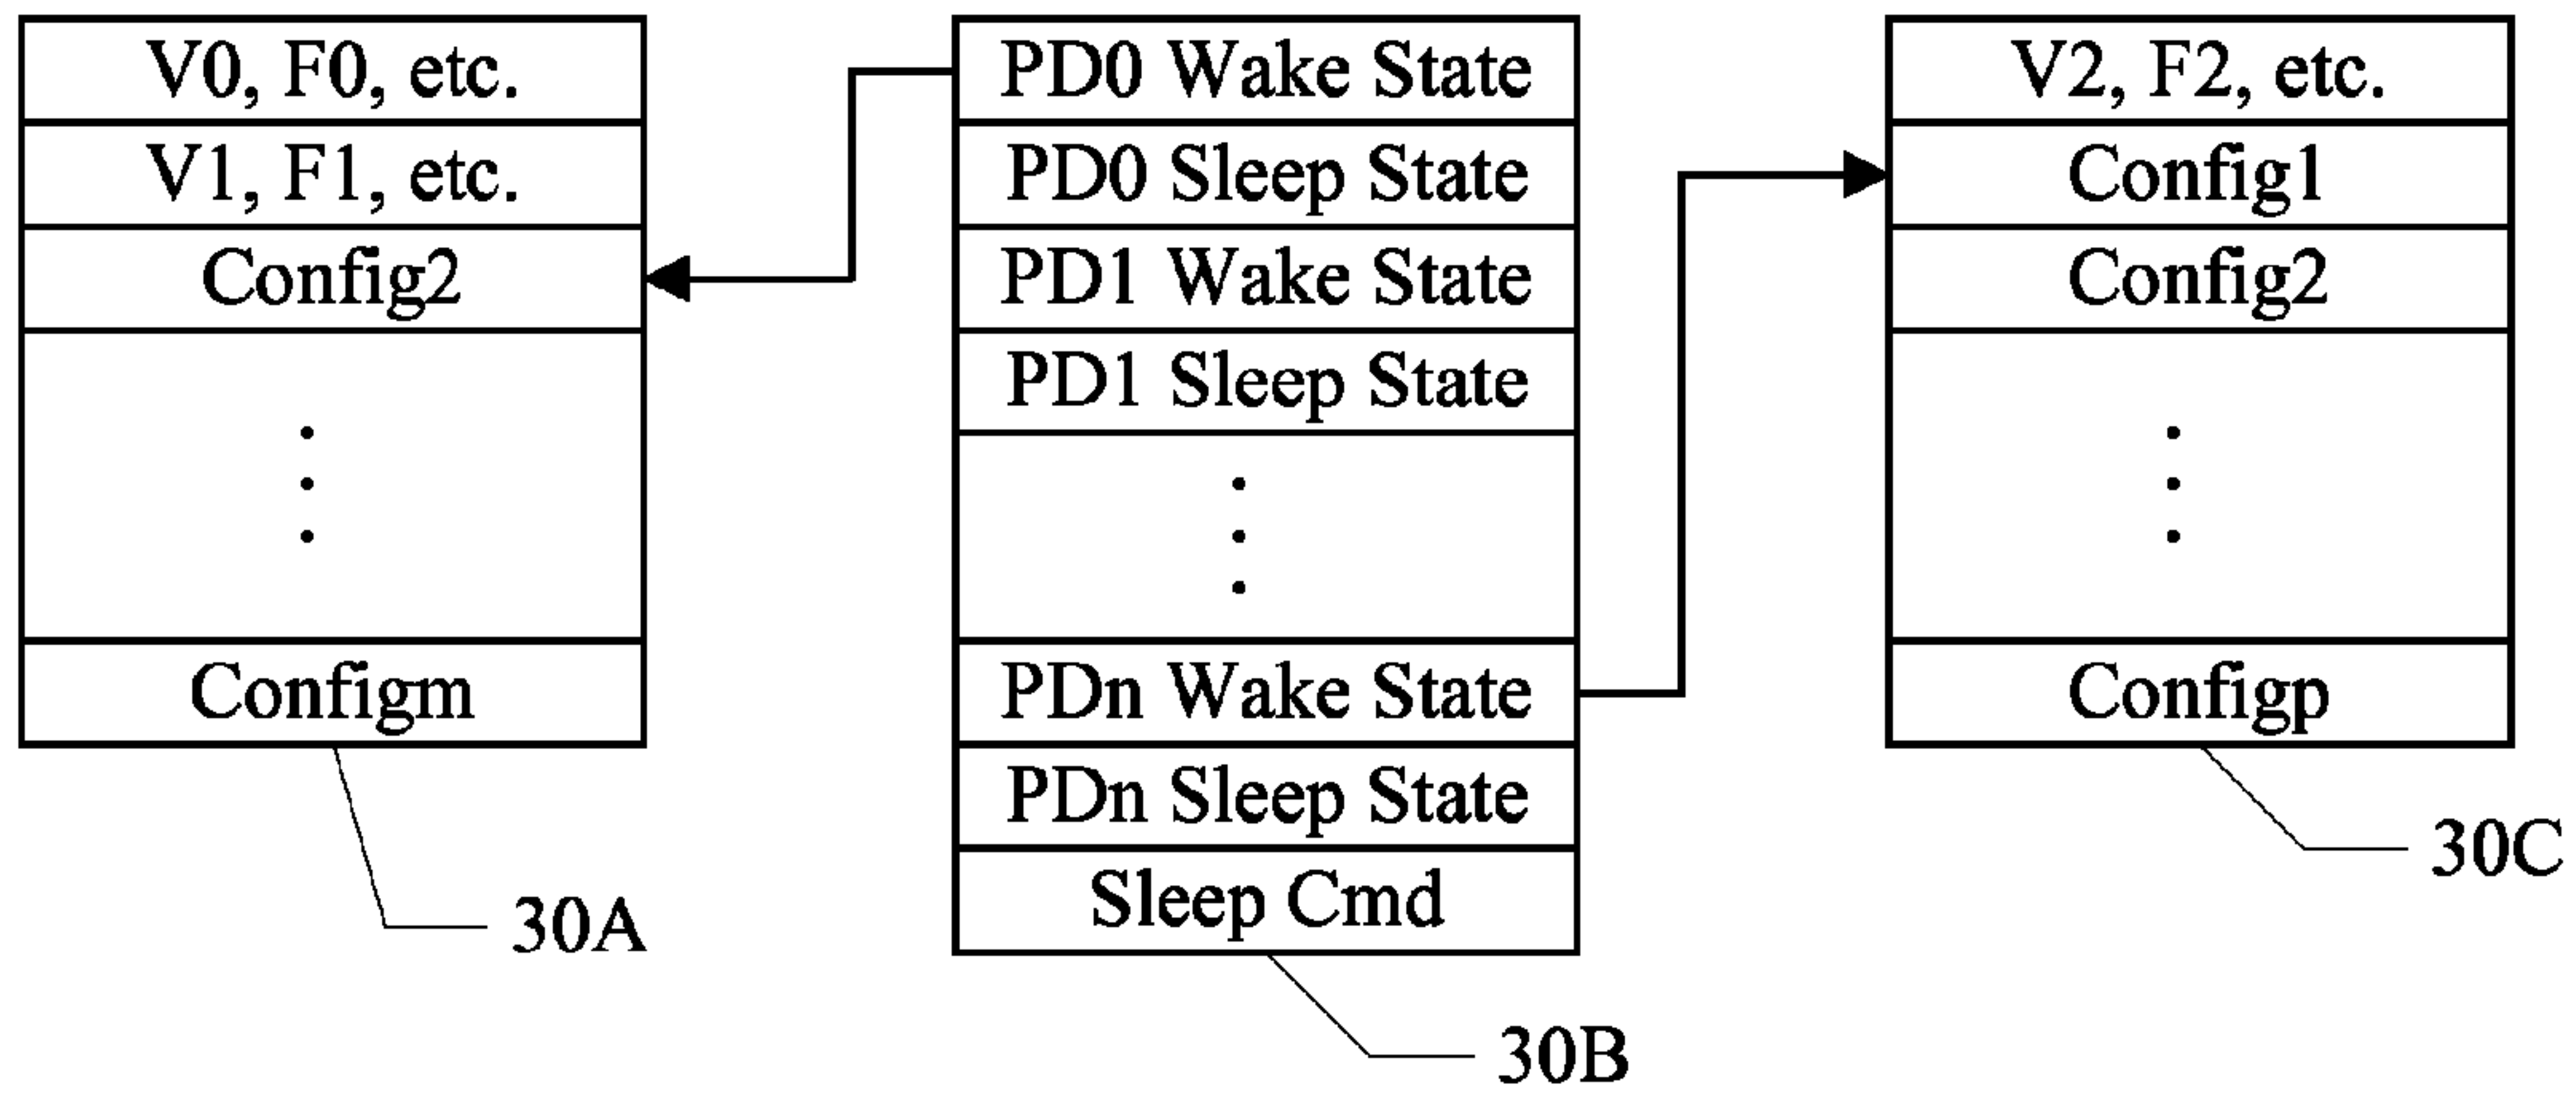 V0, F0, etc.
V1, F1, etc.
Config2
Configm
30A
PD0 Wake State
PD0 Sleep State
PD1 Wake State
PD1 Sleep State
PDn Wake State
PDn Sleep State
Sleep Cmd
30B
V2, F2, etc.
Config1
Config2
Configp
30C